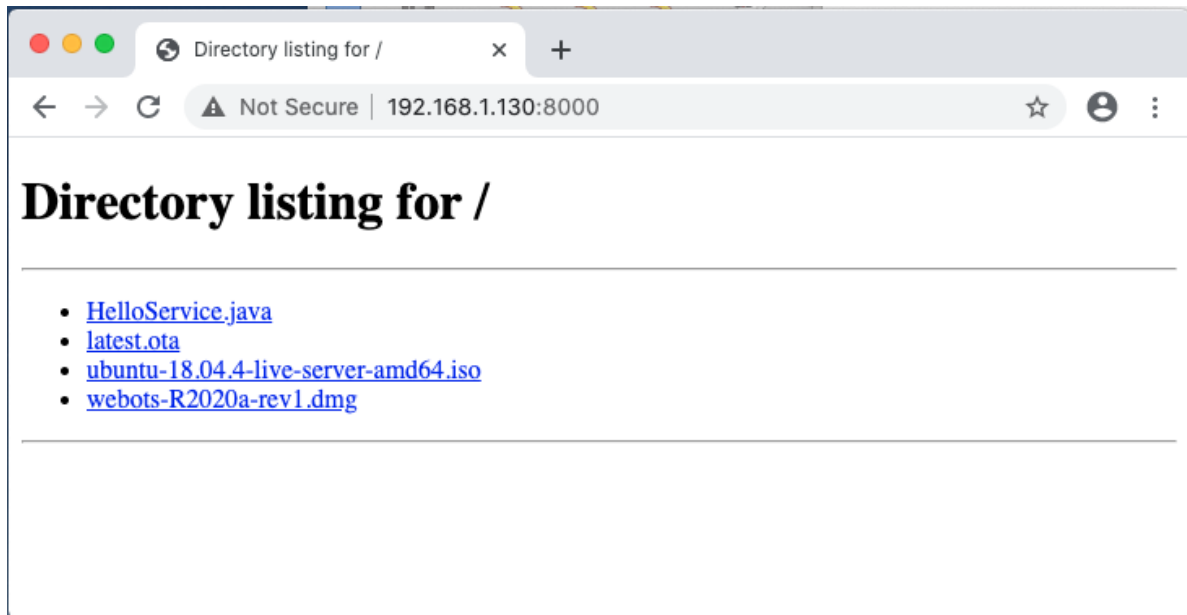 Directory listing for /
Not Secure 192.168.1.130:8000
Directory listing for /
HelloService.java
latest.ota
ubuntu-18.04.4-live-server-amd64.iso
webots-R2020a-rev1.dmg